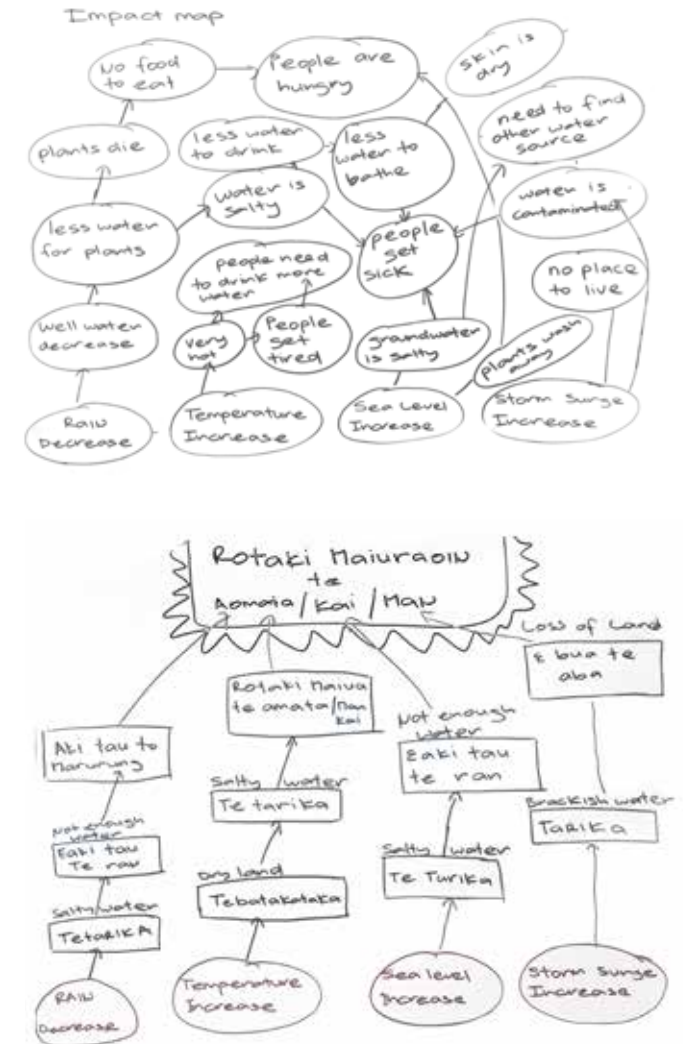 Impact map
No food
to eat
People are
hungry
skin is
dry
plants die
less water
to drink
less
water to
bathe
need to find
other water
source
less water
for plants
water is
salty
people
get
sick
water is
contaminated
people need
to drink more
water
no place
to live
well water
decrease
very
hot
People
get
tired
groundwater
is salty
plants wash
away
RAIN
Decrease
Temperature
Increase
Sea Level
Increase
Storm Surge
Increase
Rotaki Maiuraoin
te
Aomata/Kai/Man
Loss of Land
E bua te
aba
Rotaki Maiua
te amata/Man
Kai
Not enough
water
Eaki tau
te ran
Aki tau te
Marurung
Salty water
Te tarika
Brackish water
TARIKA
Not enough
water
Eaki tau
Te ran
Dry land
Tebatakataka
Salty water
Te Turika
Salty water
TetARIKA
RAIN
Decrease
Temperature
Increase
Sea level
Increase
Storm Surge
Increase